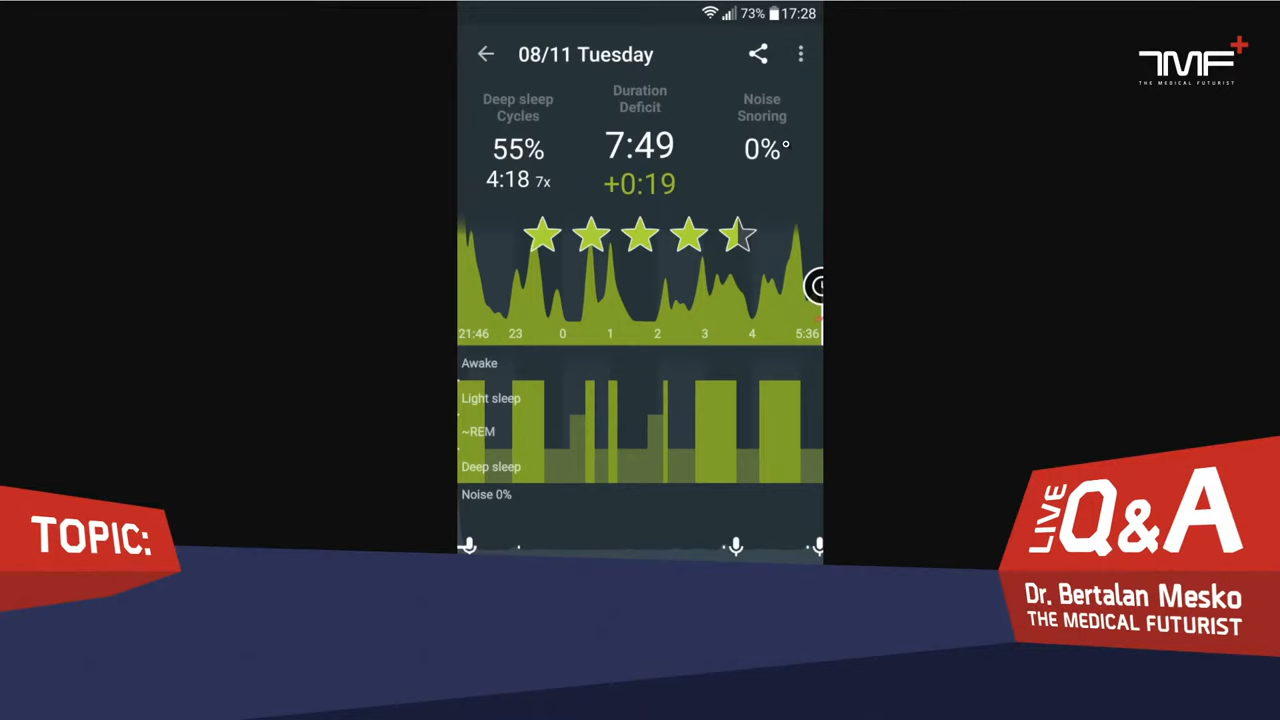 73% 17:28
08/11 Tuesday
TMF
THE MEDICAL FUTURIST
Deep sleep
Cycles
Duration
Deficit
Noise
Snoring
55%
7:49
0%°
4:18 7x
+0:19
21:46 23 0 1 2 3 4 5:36
Awake
Light sleep
~REM
Deep sleep
Noise 0%
TOPIC:
LIVE
Q&A
Dr. Bertalan Mesko
THE MEDICAL FUTURIST